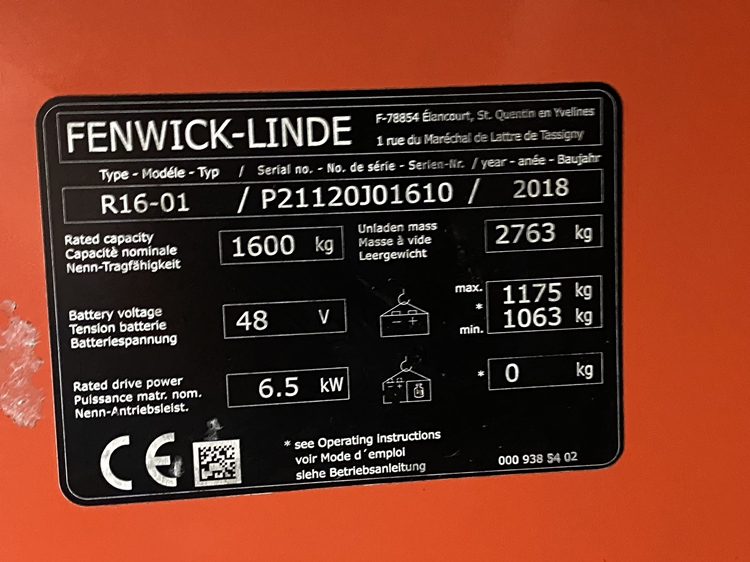 FENWICK-LINDE
F-78854 Élancourt, St. Quentin en Yvelines
1 rue du Maréchal de Lattre de Tassigny
Type - Modéle - Typ / Serial no. - No. de série - Serien-Nr. / year - anée - Baujahr
R16-01 / P21120J01610 / 2018
Rated capacity
Capacitè nominale
Nenn-Tragfähigkeit
1600 kg
Unladen mass
Masse à vide
Leergewicht
2763 kg
Battery voltage
Tension batterie
Batteriespannung
48 V
max. 1175 kg
*
min. 1063 kg
Rated drive power
Puissance matr. nom.
Nenn-Antriebsleist.
6.5 kW
* 0 kg
CE
* see Operating instructions
voir Mode d´emploi
siehe Betriebsanleitung
000 938 54 02